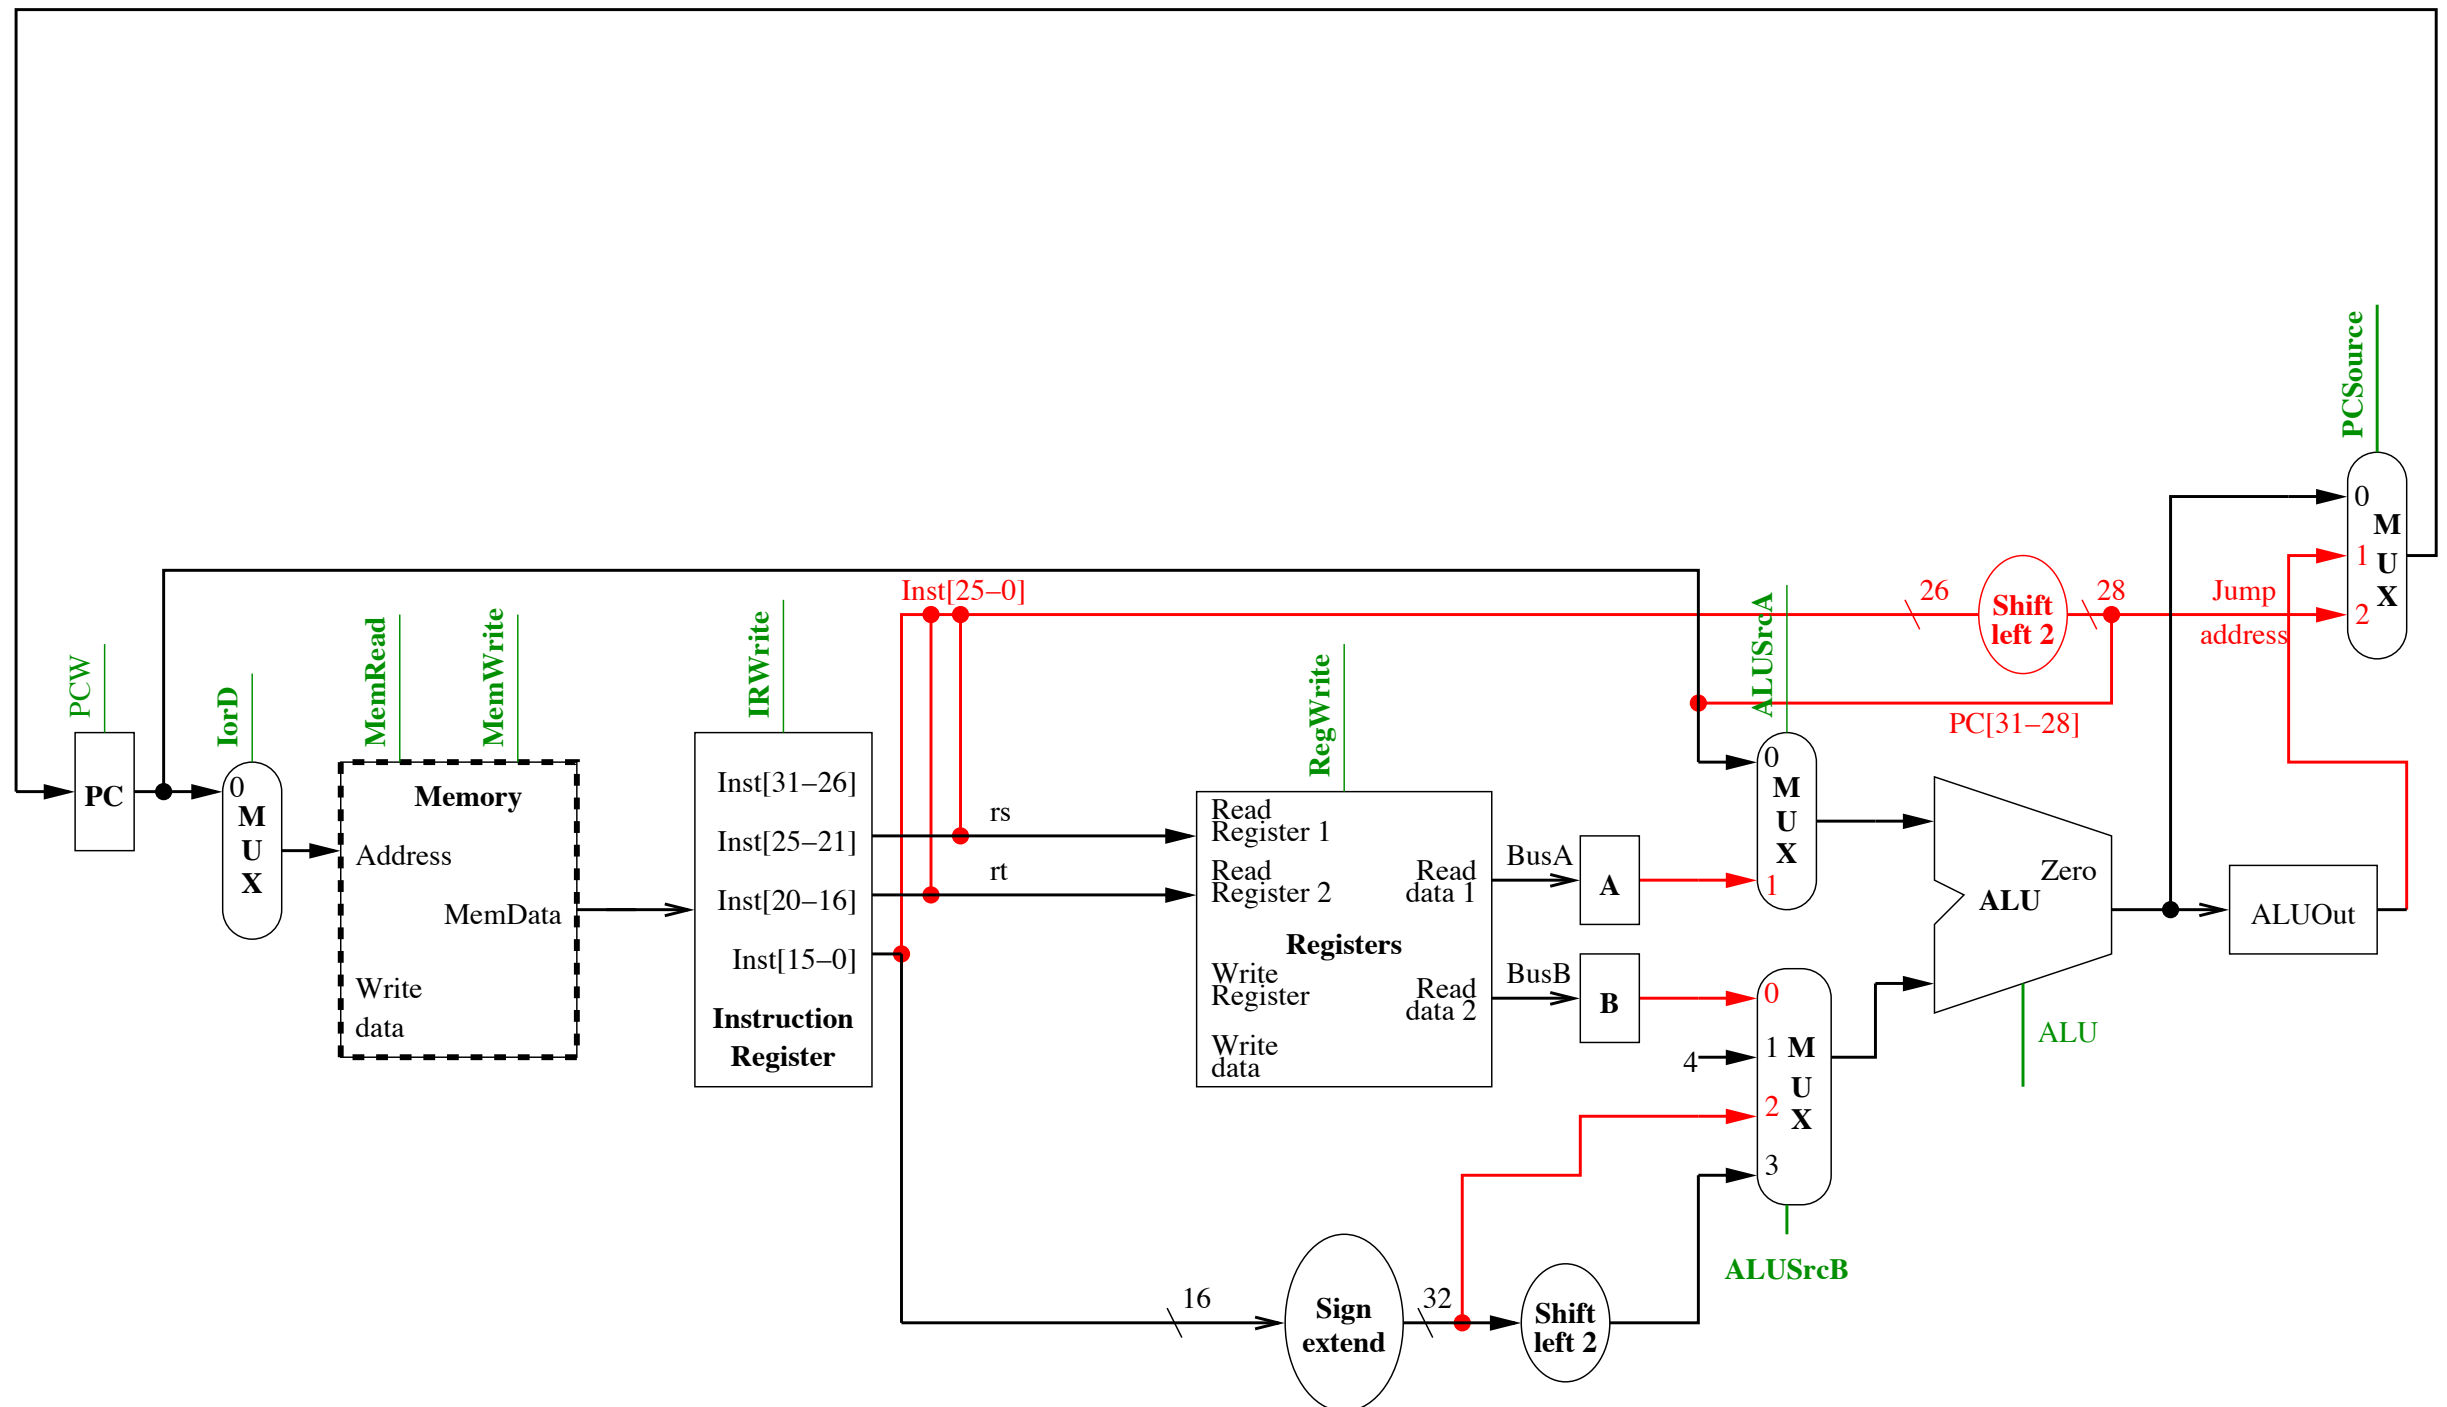 PCSource
0
M
1
U
X
2
Inst[25–0]
26
Shift
left 2
28
Jump
address
ALUSrcA
PC[31–28]
PCW
IorD
MemRead
MemWrite
IRWrite
RegWrite
PC
0
M
U
X
Memory
Address
MemData
Write
data
Inst[31–26]
Inst[25–21]
Inst[20–16]
Inst[15–0]
Instruction
Register
rs
rt
Read
Register 1
Read
Register 2
Read
data 1
Registers
Write
Register
Read
data 2
Write
data
BusA
A
BusB
B
0
M
U
X
1
0
4
1
M
U
2
X
3
ALUSrcB
Zero
ALU
ALU
ALUOut
16
Sign
extend
32
Shift
left 2